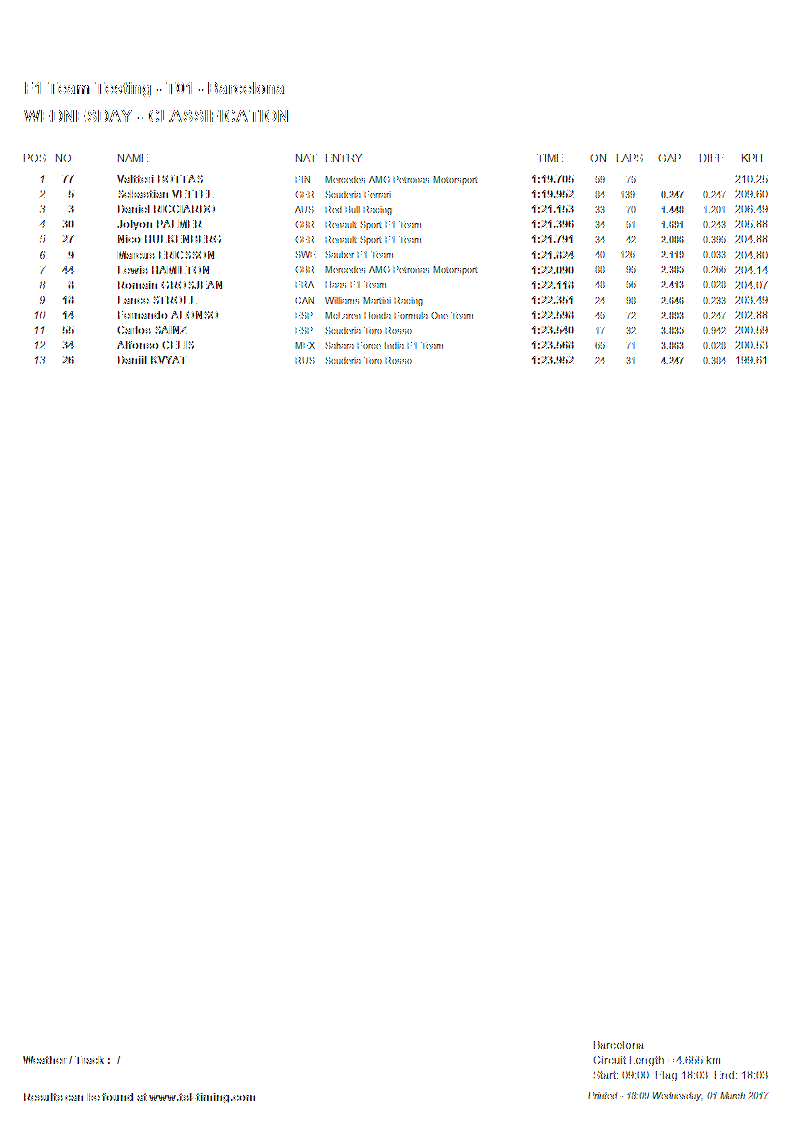 F1 Team Testing - T01 - Barcelona
WEDNESDAY - CLASSIFICATION
POS NO NAME NAT ENTRY TIME ON LAPS GAP DIFF KPH
1 77 Valtteri BOTTAS FIN Mercedes AMG Petronas Motorsport 1:19.705 59 75 210.25
2 5 Sebastian VETTEL GER Scuderia Ferrari 1:19.952 84 139 0.247 0.247 209.60
3 3 Daniel RICCIARDO AUS Red Bull Racing 1:21.153 33 70 1.448 1.201 206.49
4 30 Jolyon PALMER GBR Renault Sport F1 Team 1:21.396 34 51 1.691 0.243 205.88
5 27 Nico HULKENBERG GER Renault Sport F1 Team 1:21.791 34 42 2.086 0.395 204.88
6 9 Marcus ERICSSON SWE Sauber F1 Team 1:21.824 40 126 2.119 0.033 204.80
7 44 Lewis HAMILTON GBR Mercedes AMG Petronas Motorsport 1:22.090 88 95 2.385 0.266 204.14
8 8 Romain GROSJEAN FRA Haas F1 Team 1:22.118 48 56 2.413 0.028 204.07
9 18 Lance STROLL CAN Williams Martini Racing 1:22.351 24 98 2.646 0.233 203.49
10 14 Fernando ALONSO ESP McLaren Honda Formula One Team 1:22.598 45 72 2.893 0.247 202.88
11 55 Carlos SAINZ ESP Scuderia Toro Rosso 1:23.540 17 32 3.835 0.942 200.59
12 34 Alfonso CELIS MEX Sahara Force India F1 Team 1:23.568 65 71 3.863 0.028 200.53
13 26 Daniil KVYAT RUS Scuderia Toro Rosso 1:23.952 24 31 4.247 0.384 199.61
Barcelona
Weather / Track : /
Circuit Length = 4.655 km
Start: 09:00 Flag 18:03 End: 18:03
Results can be found at www.tsl-timing.com
Printed - 18:09 Wednesday, 01 March 2017